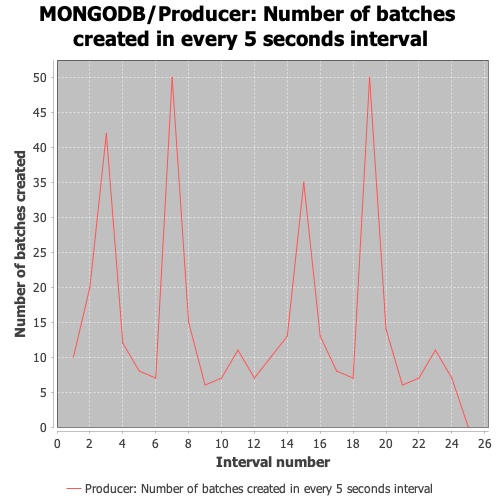 MONGODB/Producer: Number of batches
created in every 5 seconds interval
Number of batches created
50
45
40
35
30
25
20
15
10
5
0
0 2 4 6 8 10 12 14 16 18 20 22 24 26
Interval number
Producer: Number of batches created in every 5 seconds interval